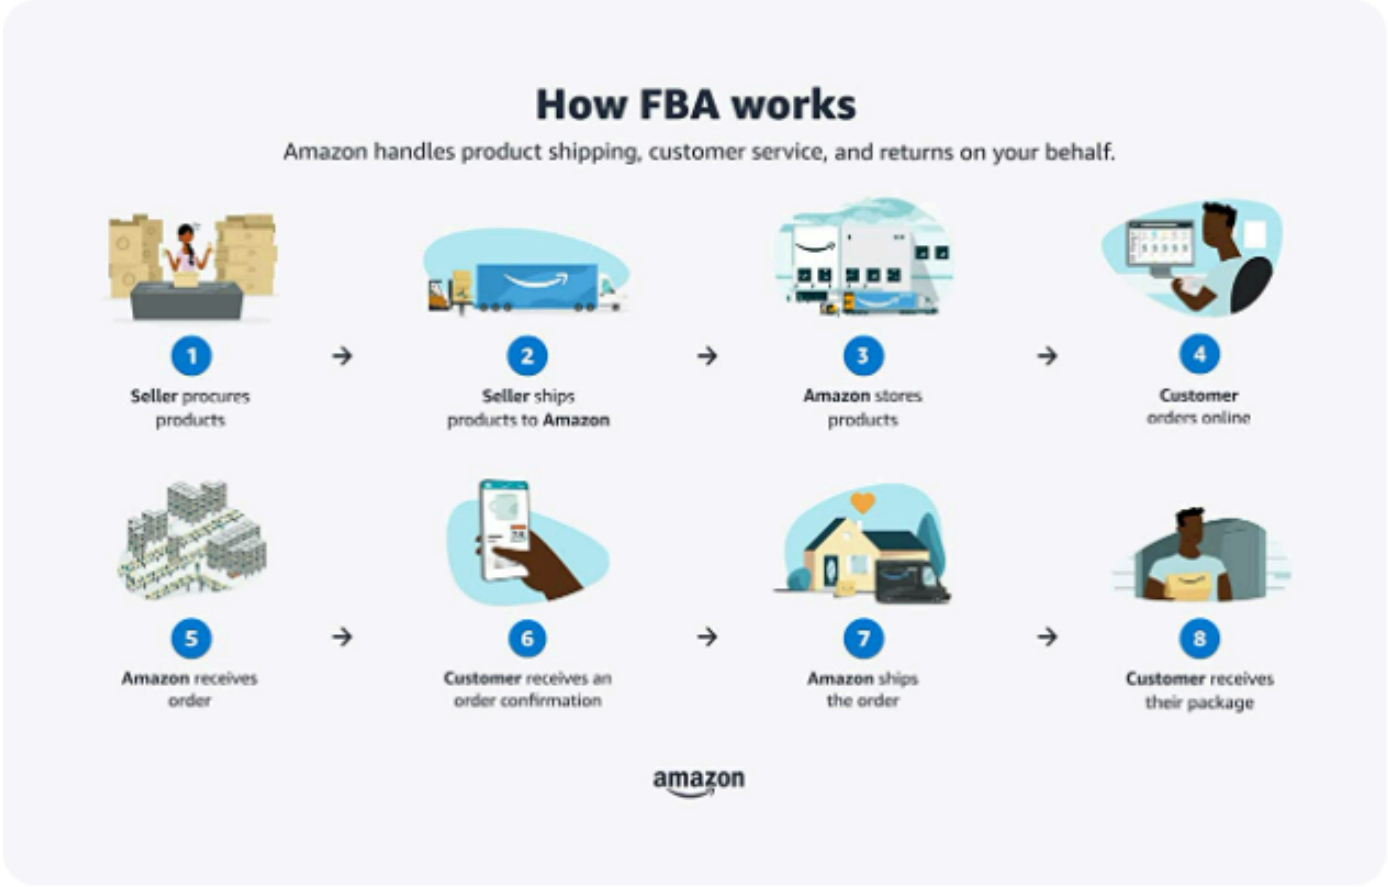 How FBA works
Amazon handles product shipping, customer service, and returns on your behalf.
1
2
3
4
Seller procures
products
Seller ships
products to Amazon
Amazon stores
products
Customer
orders online
5
6
7
8
Amazon receives
order
Customer receives an
order confirmation
Amazon ships
the order
Customer receives
their package
amazon